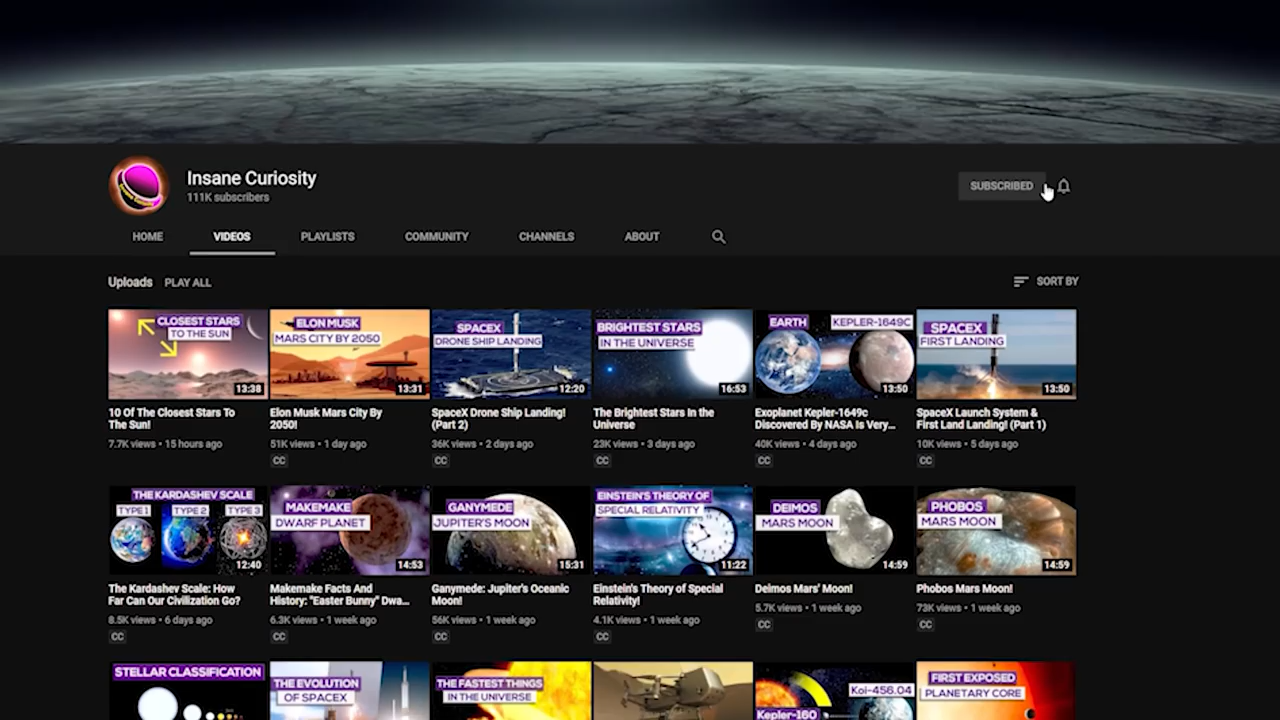 Insane Curiosity
111K subscribers
SUBSCRIBED
HOME VIDEOS PLAYLISTS COMMUNITY CHANNELS ABOUT
Uploads PLAY ALL SORT BY
CLOSEST STARS
TO THE SUN
13:38
ELON MUSK
MARS CITY BY 2050
13:31
SPACEX
DRONE SHIP LANDING
12:20
BRIGHTEST STARS
IN THE UNIVERSE
16:53
EARTH KEPLER-1649C
13:50
SPACEX
FIRST LANDING
13:50
10 Of The Closest Stars To
The Sun!
7.7K views • 15 hours ago
Elon Musk Mars City By
2050!
51K views • 1 day ago
CC
SpaceX Drone Ship Landing!
(Part 2)
36K views • 2 days ago
CC
The Brightest Stars In the
Universe
23K views • 3 days ago
CC
Exoplanet Kepler-1649c
Discovered By NASA Is Very...
40K views • 4 days ago
CC
SpaceX Launch System &
First Land Landing! (Part 1)
10K views • 5 days ago
CC
THE KARDASHEV SCALE
TYPE 1 TYPE 2 TYPE 3
12:40
MAKEMAKE
DWARF PLANET
14:53
GANYMEDE
JUPITER'S MOON
15:31
EINSTEIN'S THEORY OF
SPECIAL RELATIVITY
11:22
DEIMOS
MARS MOON
14:59
PHOBOS
MARS MOON
14:59
The Kardashev Scale: How
Far Can Our Civilization Go?
8.5K views • 6 days ago
CC
Makemake Facts And
History: "Easter Bunny" Dwa...
6.3K views • 1 week ago
CC
Ganymede: Jupiter's Oceanic
Moon!
56K views • 1 week ago
CC
Einstein's Theory of Special
Relativity!
4.1K views • 1 week ago
CC
Deimos Mars' Moon!
5.7K views • 1 week ago
CC
Phobos Mars Moon!
73K views • 1 week ago
CC
STELLAR CLASSIFICATION
THE EVOLUTION
OF SPACEX
THE FASTEST THINGS
IN THE UNIVERSE
Koi-456.04
Kepler-160
FIRST EXPOSED
PLANETARY CORE